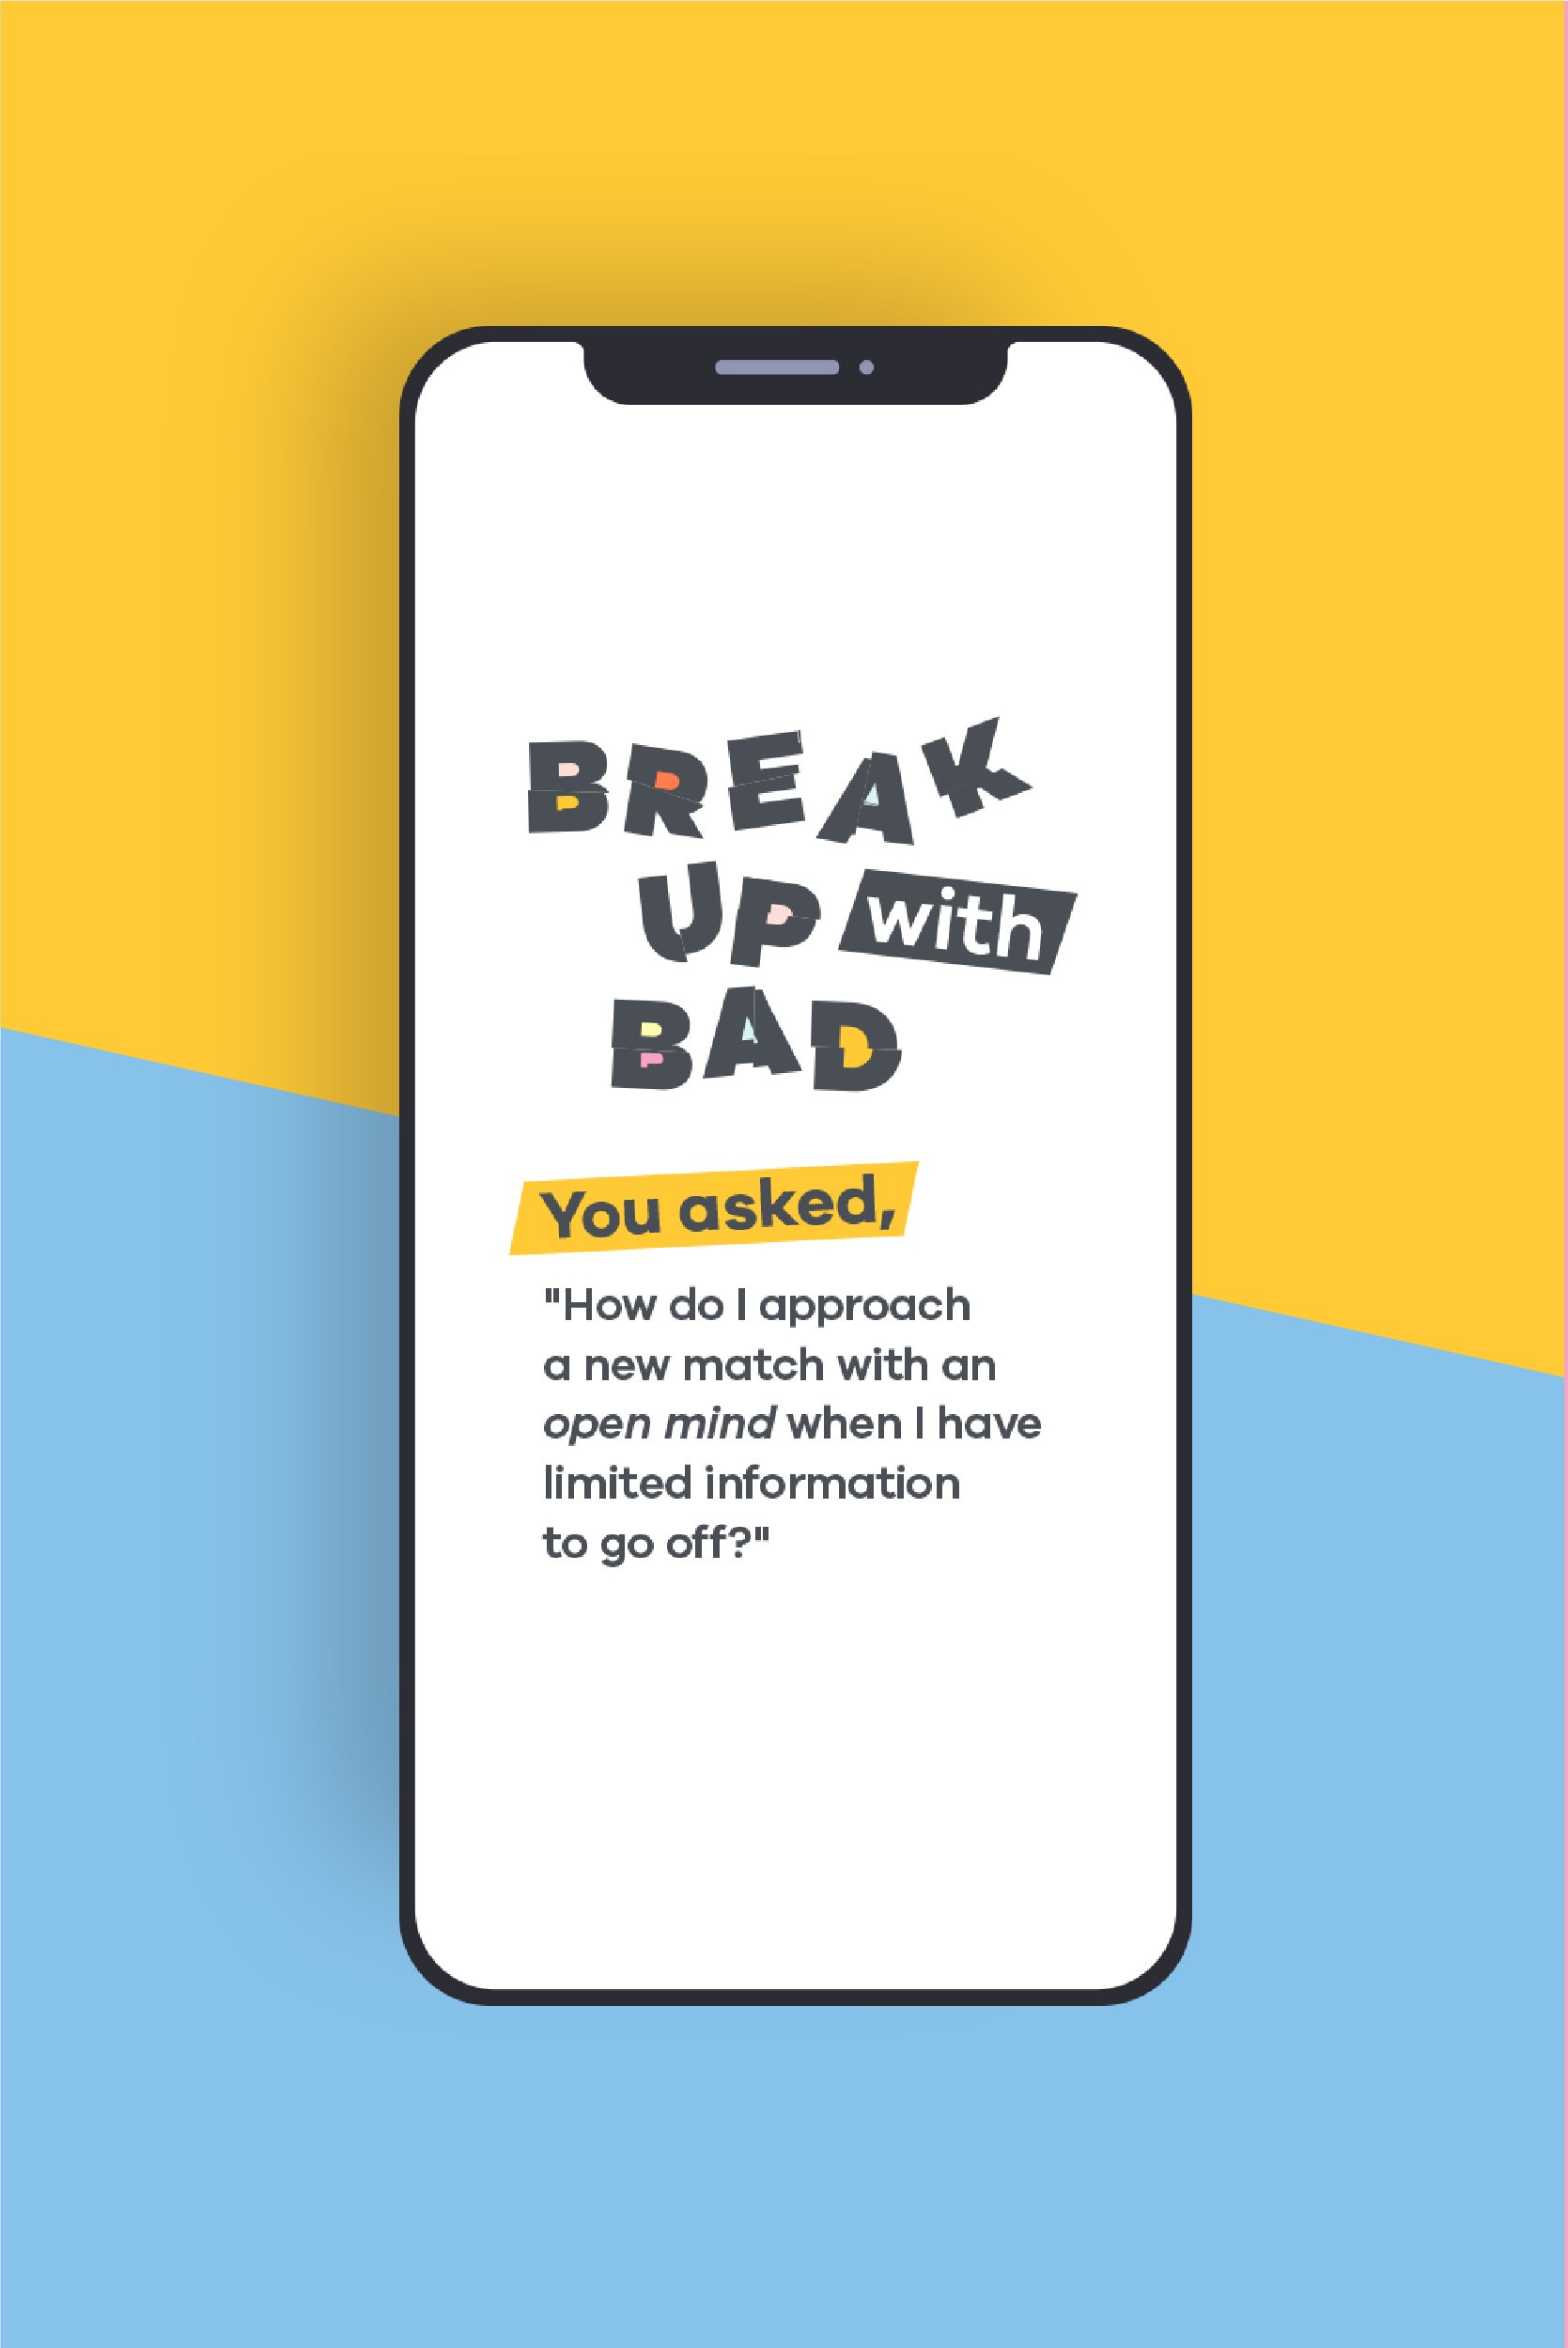 BREAK
UP with
BAD
You asked,
"How do I approach
a new match with an
open mind when I have
limited information
to go off?"